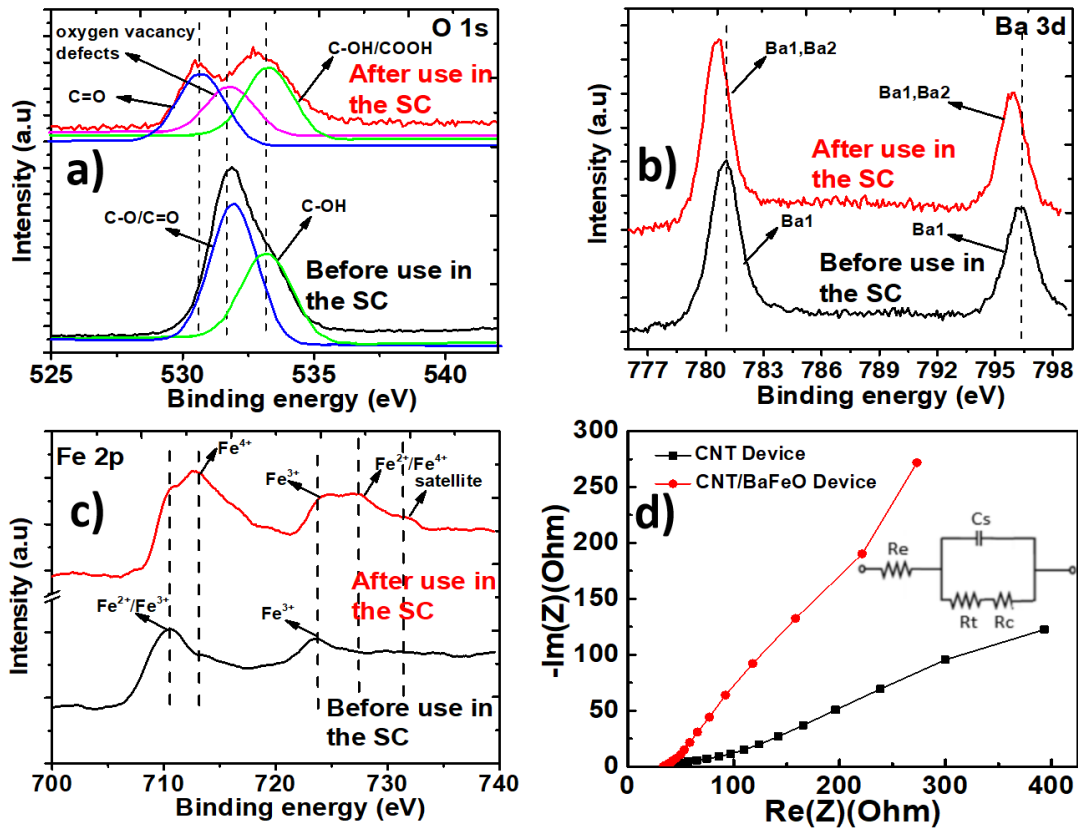 O 1s
oxygen vacancy
defects
C-OH/COOH
After use in
the SC
C=O
a)
C-O/C=O
C-OH
Before use in
the SC
Intensity (a.u)
525 530 535 540
Binding energy (eV)
Ba 3d
Ba1,Ba2
Ba1,Ba2
b)
After use in
the SC
Ba1
Ba1
Before use in
the SC
Intensity (a.u)
777 780 783 786 789 792 795 798
Binding energy (eV)
Fe 2p
Fe⁴⁺
Fe³⁺
Fe²⁺/Fe⁴⁺
satellite
c)
After use in
the SC
Fe²⁺/Fe³⁺
Fe³⁺
Before use in
the SC
Intensity (a.u)
700 710 720 730 740
Binding energy (eV)
300
250
200
150
100
50
0
CNT Device
CNT/BaFeO Device
d)
Cs
Re
Rt Rc
-Im(Z)(Ohm)
0 100 200 300 400
Re(Z)(Ohm)